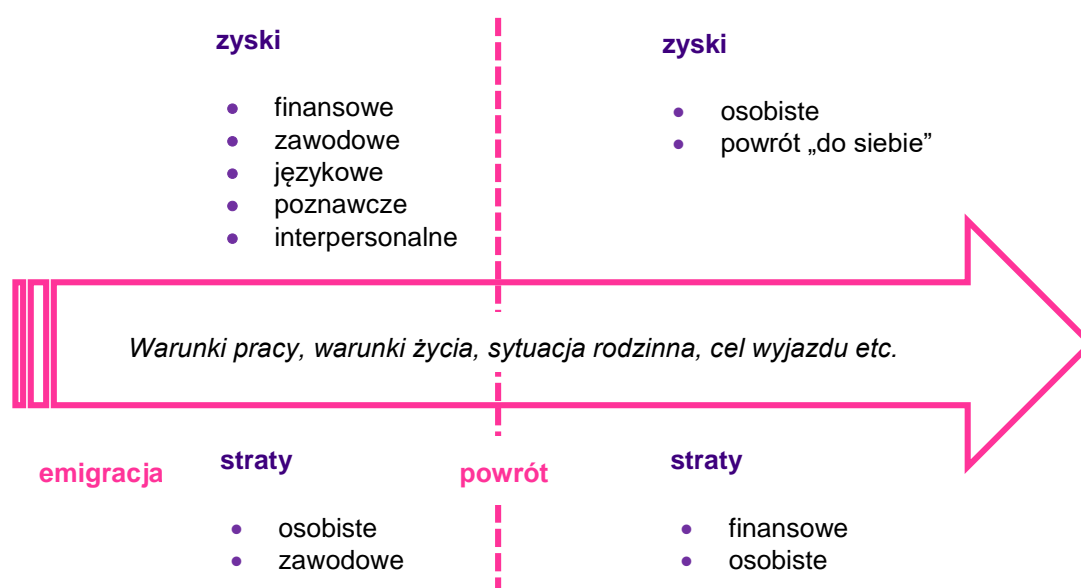 zyski
• finansowe
• zawodowe
• językowe
• poznawcze
• interpersonalne
zyski
• osobiste
• powrót „do siebie”
Warunki pracy, warunki życia, sytuacja rodzinna, cel wyjazdu etc.
emigracja
straty
• osobiste
• zawodowe
powrót
straty
• finansowe
• osobiste